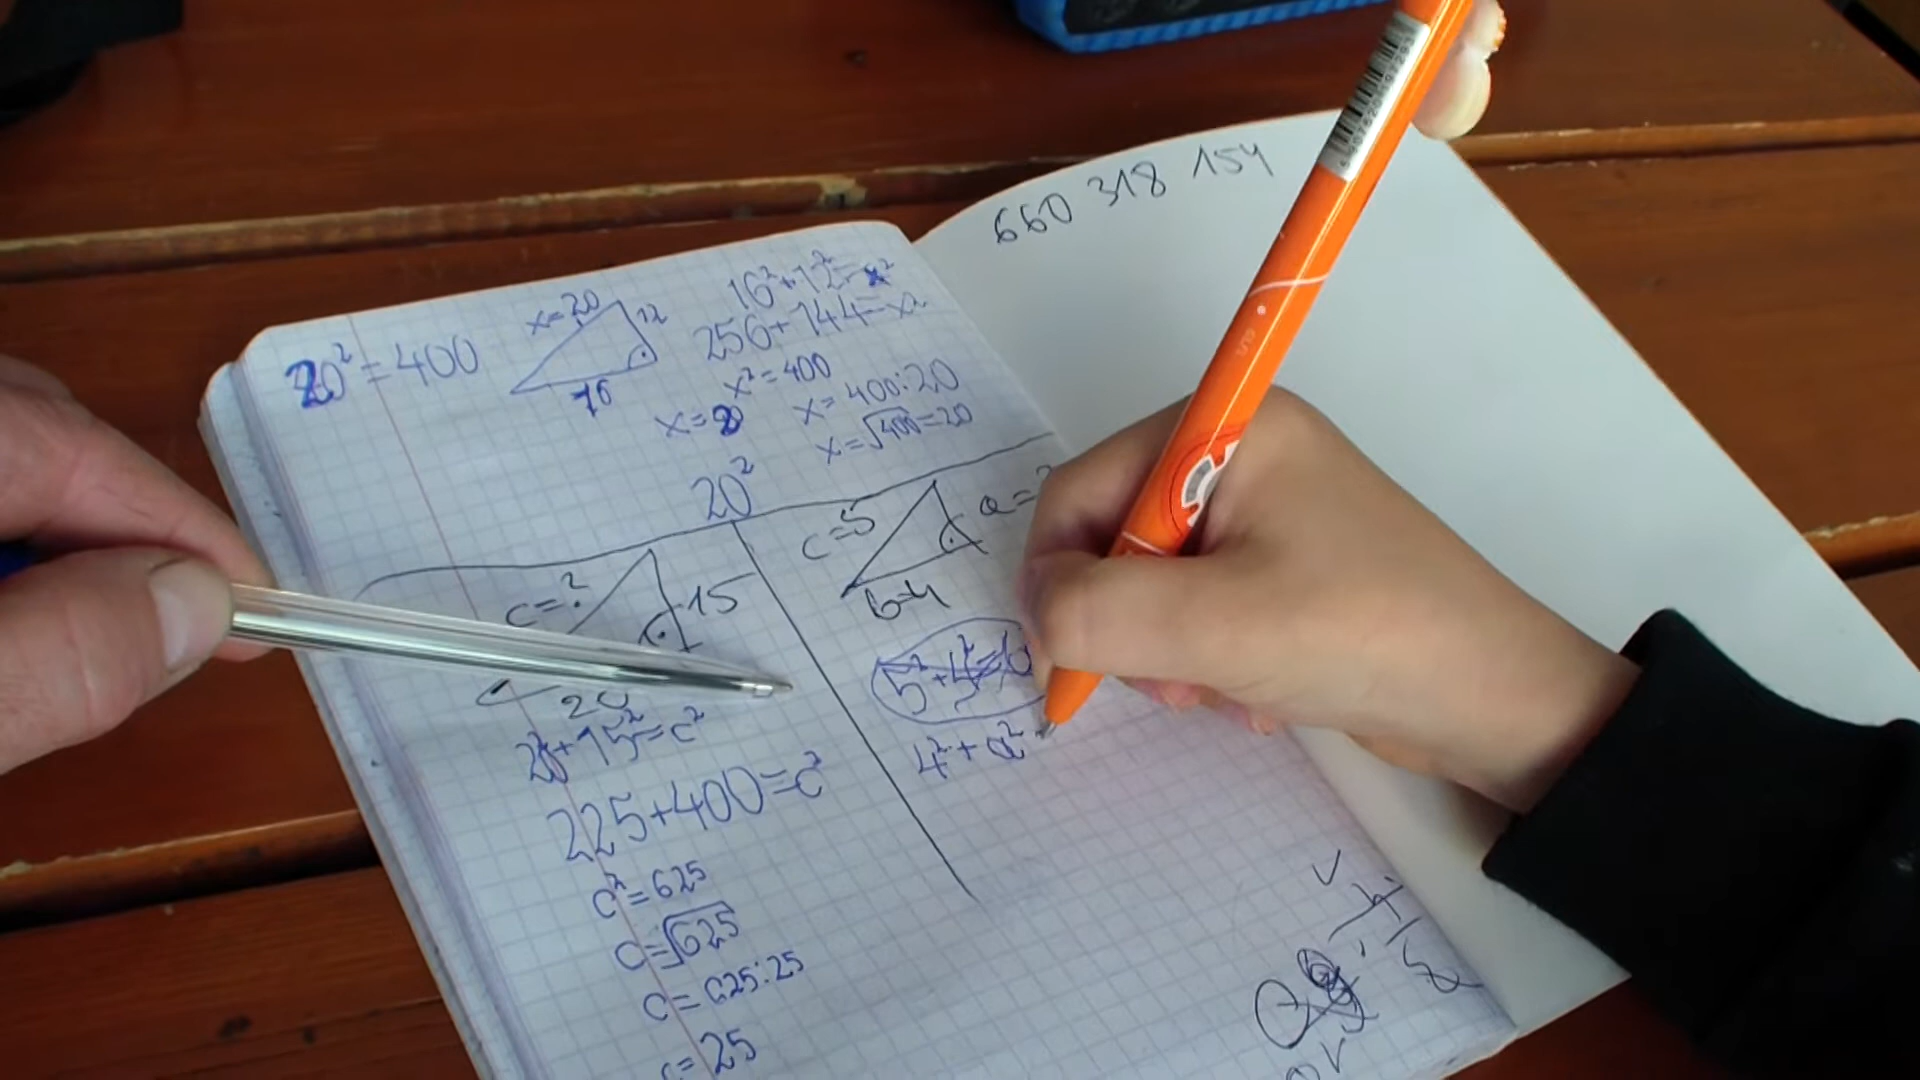 660 318 154
20² = 400
x=20
12
16
16²+12²=x²
256+144=x²
x²=400
x=400:20
x=√400=20
20²
c=?
15
20
20²+15²=c²
225+400=c²
c²=625
c=√625
c=625:25
c=25
c=5
a=?
b=4
5²+4²=
4²+a²